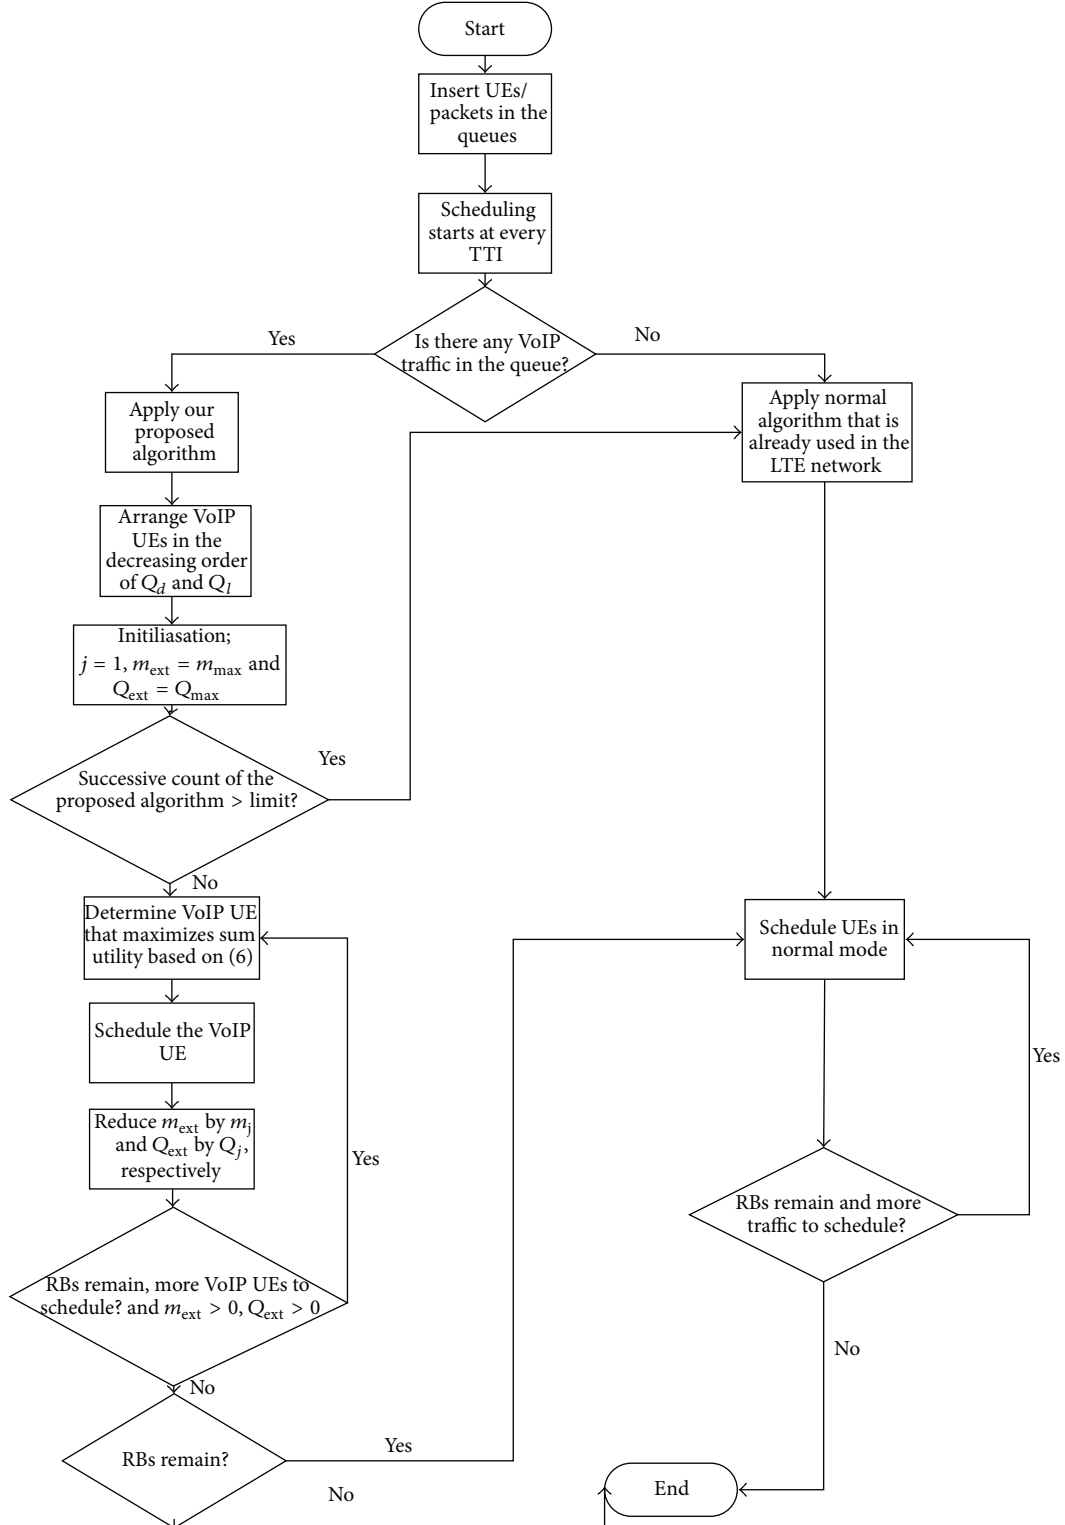 Start
Insert UEs/
packets in the
queues
Scheduling
starts at every
TTI
Is there any VoIP
traffic in the queue?
Yes
No
Apply our
proposed
algorithm
Apply normal
algorithm that is
already used in the
LTE network
Arrange VoIP
UEs in the
decreasing order
of Q_d and Q_l
Initiliasation;
j = 1, m_ext = m_max and
Q_ext = Q_max
Successive count of the
proposed algorithm > limit?
Yes
No
Determine VoIP UE
that maximizes sum
utility based on (6)
Schedule UEs in
normal mode
Schedule the VoIP
UE
Yes
Reduce m_ext by m_j
and Q_ext by Q_j,
respectively
Yes
RBs remain and more
traffic to schedule?
RBs remain, more VoIP UEs to
schedule? and m_ext > 0, Q_ext > 0
No
No
RBs remain?
Yes
No
End